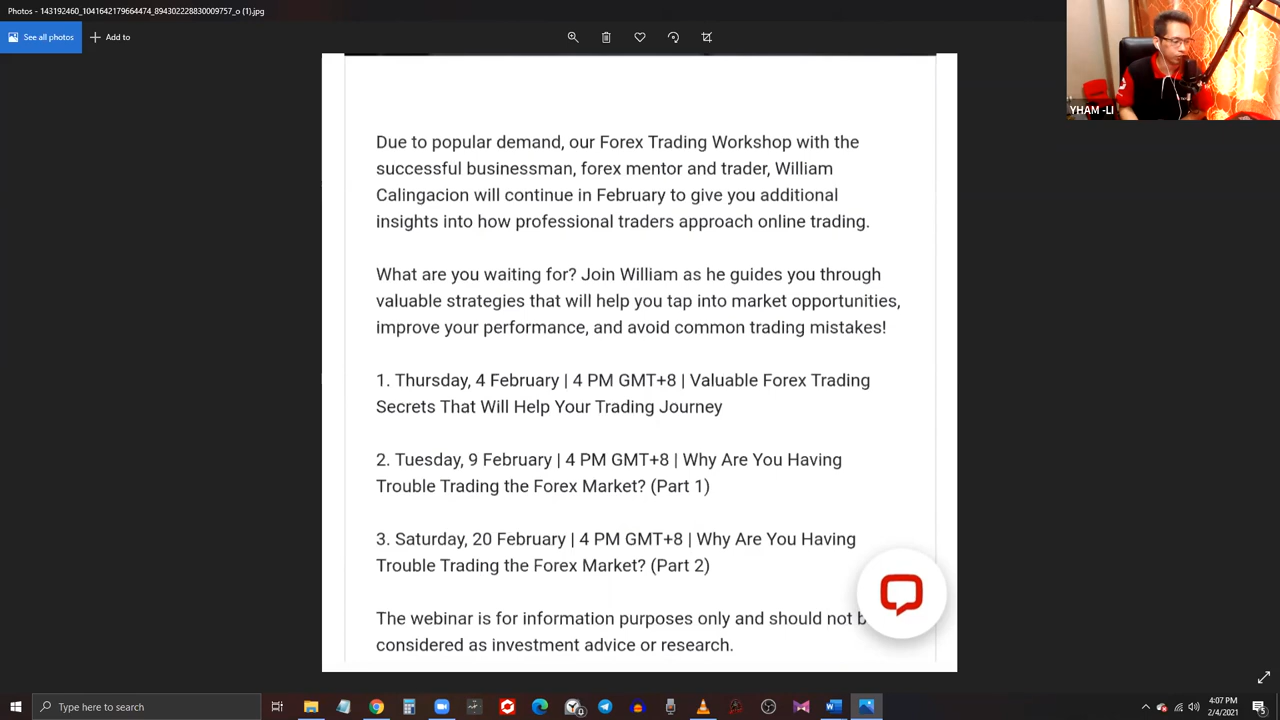 Photos - 143192460_1041642179664474_894302228830009757_o (1).jpg
See all photos
Add to
YHAM -LI
Due to popular demand, our Forex Trading Workshop with the
successful businessman, forex mentor and trader, William
Calingacion will continue in February to give you additional
insights into how professional traders approach online trading.
What are you waiting for? Join William as he guides you through
valuable strategies that will help you tap into market opportunities,
improve your performance, and avoid common trading mistakes!
1. Thursday, 4 February | 4 PM GMT+8 | Valuable Forex Trading
Secrets That Will Help Your Trading Journey
2. Tuesday, 9 February | 4 PM GMT+8 | Why Are You Having
Trouble Trading the Forex Market? (Part 1)
3. Saturday, 20 February | 4 PM GMT+8 | Why Are You Having
Trouble Trading the Forex Market? (Part 2)
The webinar is for information purposes only and should not
considered as investment advice or research.
Type here to search
4:07 PM
2/4/2021